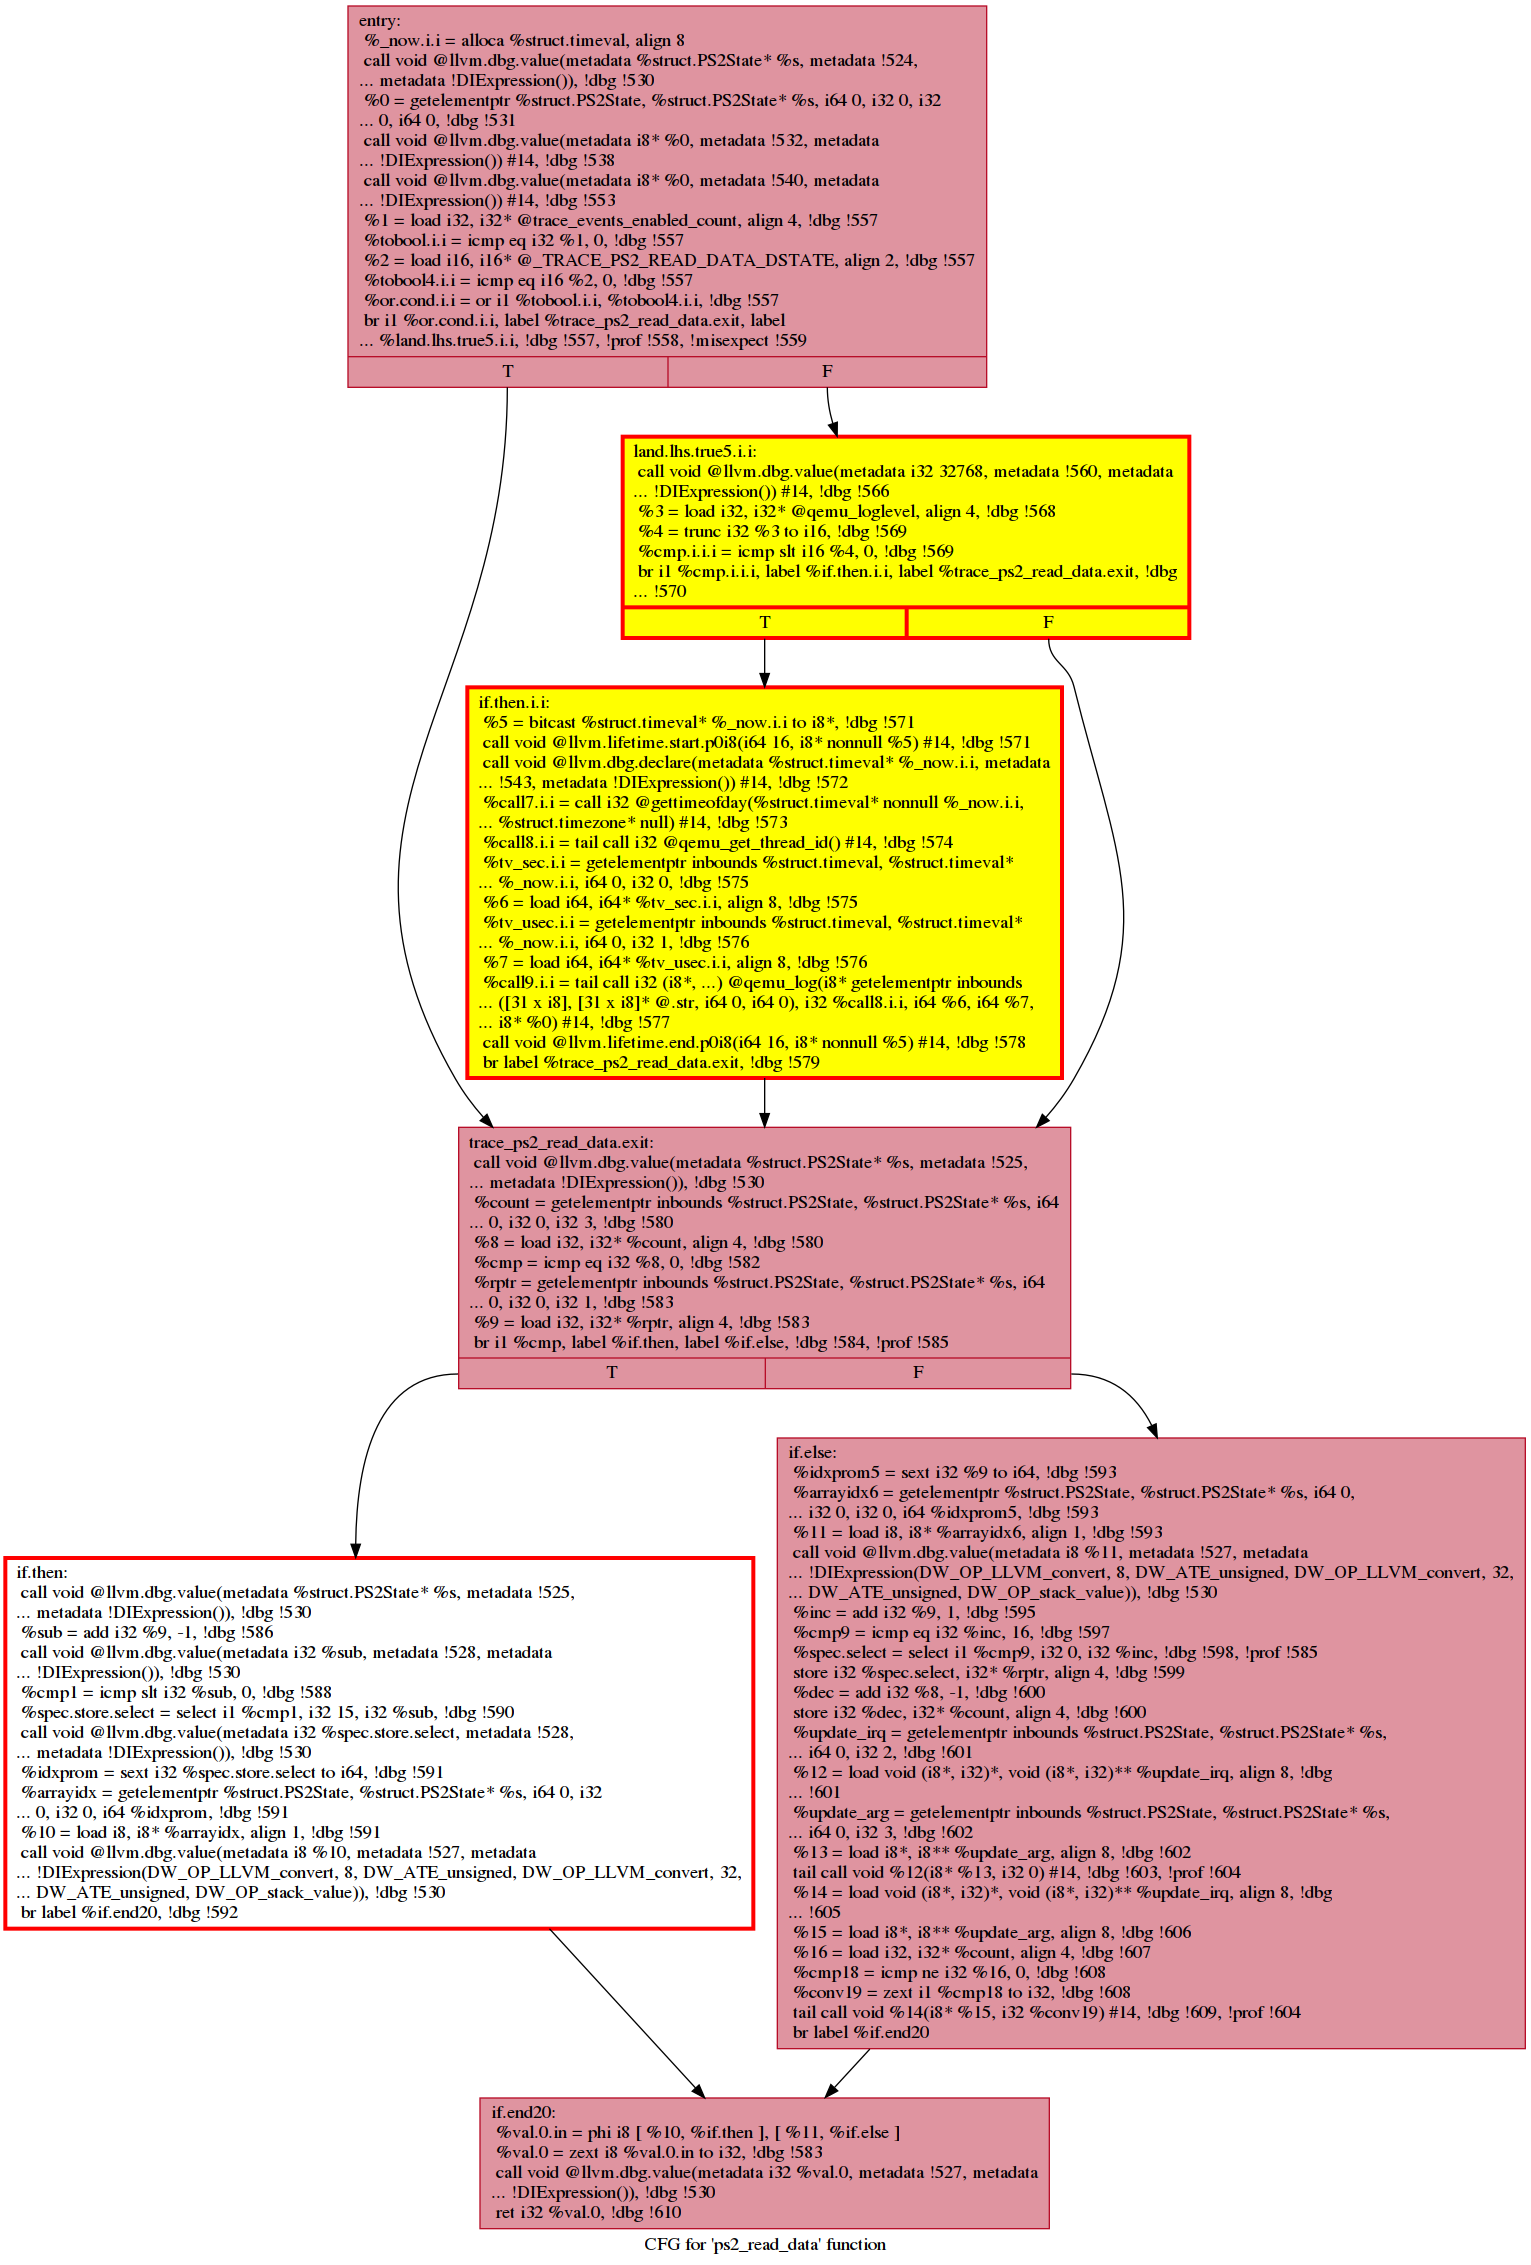 entry:
%_now.i.i = alloca %struct.timeval, align 8
call void @llvm.dbg.value(metadata %struct.PS2State* %s, metadata !524,
... metadata !DIExpression()), !dbg !530
%0 = getelementptr %struct.PS2State, %struct.PS2State* %s, i64 0, i32 0, i32
... 0, i64 0, !dbg !531
call void @llvm.dbg.value(metadata i8* %0, metadata !532, metadata
... !DIExpression()) #14, !dbg !538
call void @llvm.dbg.value(metadata i8* %0, metadata !540, metadata
... !DIExpression()) #14, !dbg !553
%1 = load i32, i32* @trace_events_enabled_count, align 4, !dbg !557
%tobool.i.i = icmp eq i32 %1, 0, !dbg !557
%2 = load i16, i16* @_TRACE_PS2_READ_DATA_DSTATE, align 2, !dbg !557
%tobool4.i.i = icmp eq i16 %2, 0, !dbg !557
%or.cond.i.i = or i1 %tobool.i.i, %tobool4.i.i, !dbg !557
br i1 %or.cond.i.i, label %trace_ps2_read_data.exit, label
... %land.lhs.true5.i.i, !dbg !557, !prof !558, !misexpect !559
T
F
land.lhs.true5.i.i:
call void @llvm.dbg.value(metadata i32 32768, metadata !560, metadata
... !DIExpression()) #14, !dbg !566
%3 = load i32, i32* @qemu_loglevel, align 4, !dbg !568
%4 = trunc i32 %3 to i16, !dbg !569
%cmp.i.i.i = icmp slt i16 %4, 0, !dbg !569
br i1 %cmp.i.i.i, label %if.then.i.i, label %trace_ps2_read_data.exit, !dbg
... !570
T
F
if.then.i.i:
%5 = bitcast %struct.timeval* %_now.i.i to i8*, !dbg !571
call void @llvm.lifetime.start.p0i8(i64 16, i8* nonnull %5) #14, !dbg !571
call void @llvm.dbg.declare(metadata %struct.timeval* %_now.i.i, metadata
... !543, metadata !DIExpression()) #14, !dbg !572
%call7.i.i = call i32 @gettimeofday(%struct.timeval* nonnull %_now.i.i,
... %struct.timezone* null) #14, !dbg !573
%call8.i.i = tail call i32 @qemu_get_thread_id() #14, !dbg !574
%tv_sec.i.i = getelementptr inbounds %struct.timeval, %struct.timeval*
... %_now.i.i, i64 0, i32 0, !dbg !575
%6 = load i64, i64* %tv_sec.i.i, align 8, !dbg !575
%tv_usec.i.i = getelementptr inbounds %struct.timeval, %struct.timeval*
... %_now.i.i, i64 0, i32 1, !dbg !576
%7 = load i64, i64* %tv_usec.i.i, align 8, !dbg !576
%call9.i.i = tail call i32 (i8*, ...) @qemu_log(i8* getelementptr inbounds
... ([31 x i8], [31 x i8]* @.str, i64 0, i64 0), i32 %call8.i.i, i64 %6, i64 %7,
... i8* %0) #14, !dbg !577
call void @llvm.lifetime.end.p0i8(i64 16, i8* nonnull %5) #14, !dbg !578
br label %trace_ps2_read_data.exit, !dbg !579
trace_ps2_read_data.exit:
call void @llvm.dbg.value(metadata %struct.PS2State* %s, metadata !525,
... metadata !DIExpression()), !dbg !530
%count = getelementptr inbounds %struct.PS2State, %struct.PS2State* %s, i64
... 0, i32 0, i32 3, !dbg !580
%8 = load i32, i32* %count, align 4, !dbg !580
%cmp = icmp eq i32 %8, 0, !dbg !582
%rptr = getelementptr inbounds %struct.PS2State, %struct.PS2State* %s, i64
... 0, i32 0, i32 1, !dbg !583
%9 = load i32, i32* %rptr, align 4, !dbg !583
br i1 %cmp, label %if.then, label %if.else, !dbg !584, !prof !585
T
F
if.then:
call void @llvm.dbg.value(metadata %struct.PS2State* %s, metadata !525,
... metadata !DIExpression()), !dbg !530
%sub = add i32 %9, -1, !dbg !586
call void @llvm.dbg.value(metadata i32 %sub, metadata !528, metadata
... !DIExpression()), !dbg !530
%cmp1 = icmp slt i32 %sub, 0, !dbg !588
%spec.store.select = select i1 %cmp1, i32 15, i32 %sub, !dbg !590
call void @llvm.dbg.value(metadata i32 %spec.store.select, metadata !528,
... metadata !DIExpression()), !dbg !530
%idxprom = sext i32 %spec.store.select to i64, !dbg !591
%arrayidx = getelementptr %struct.PS2State, %struct.PS2State* %s, i64 0, i32
... 0, i32 0, i64 %idxprom, !dbg !591
%10 = load i8, i8* %arrayidx, align 1, !dbg !591
call void @llvm.dbg.value(metadata i8 %10, metadata !527, metadata
... !DIExpression(DW_OP_LLVM_convert, 8, DW_ATE_unsigned, DW_OP_LLVM_convert, 32,
... DW_ATE_unsigned, DW_OP_stack_value)), !dbg !530
br label %if.end20, !dbg !592
if.else:
%idxprom5 = sext i32 %9 to i64, !dbg !593
%arrayidx6 = getelementptr %struct.PS2State, %struct.PS2State* %s, i64 0,
... i32 0, i32 0, i64 %idxprom5, !dbg !593
%11 = load i8, i8* %arrayidx6, align 1, !dbg !593
call void @llvm.dbg.value(metadata i8 %11, metadata !527, metadata
... !DIExpression(DW_OP_LLVM_convert, 8, DW_ATE_unsigned, DW_OP_LLVM_convert, 32,
... DW_ATE_unsigned, DW_OP_stack_value)), !dbg !530
%inc = add i32 %9, 1, !dbg !595
%cmp9 = icmp eq i32 %inc, 16, !dbg !597
%spec.select = select i1 %cmp9, i32 0, i32 %inc, !dbg !598, !prof !585
store i32 %spec.select, i32* %rptr, align 4, !dbg !599
%dec = add i32 %8, -1, !dbg !600
store i32 %dec, i32* %count, align 4, !dbg !600
%update_irq = getelementptr inbounds %struct.PS2State, %struct.PS2State* %s,
... i64 0, i32 2, !dbg !601
%12 = load void (i8*, i32)*, void (i8*, i32)** %update_irq, align 8, !dbg
... !601
%update_arg = getelementptr inbounds %struct.PS2State, %struct.PS2State* %s,
... i64 0, i32 3, !dbg !602
%13 = load i8*, i8** %update_arg, align 8, !dbg !602
tail call void %12(i8* %13, i32 0) #14, !dbg !603, !prof !604
%14 = load void (i8*, i32)*, void (i8*, i32)** %update_irq, align 8, !dbg
... !605
%15 = load i8*, i8** %update_arg, align 8, !dbg !606
%16 = load i32, i32* %count, align 4, !dbg !607
%cmp18 = icmp ne i32 %16, 0, !dbg !608
%conv19 = zext i1 %cmp18 to i32, !dbg !608
tail call void %14(i8* %15, i32 %conv19) #14, !dbg !609, !prof !604
br label %if.end20
if.end20:
%val.0.in = phi i8 [ %10, %if.then ], [ %11, %if.else ]
%val.0 = zext i8 %val.0.in to i32, !dbg !583
call void @llvm.dbg.value(metadata i32 %val.0, metadata !527, metadata
... !DIExpression()), !dbg !530
ret i32 %val.0, !dbg !610
CFG for 'ps2_read_data' function